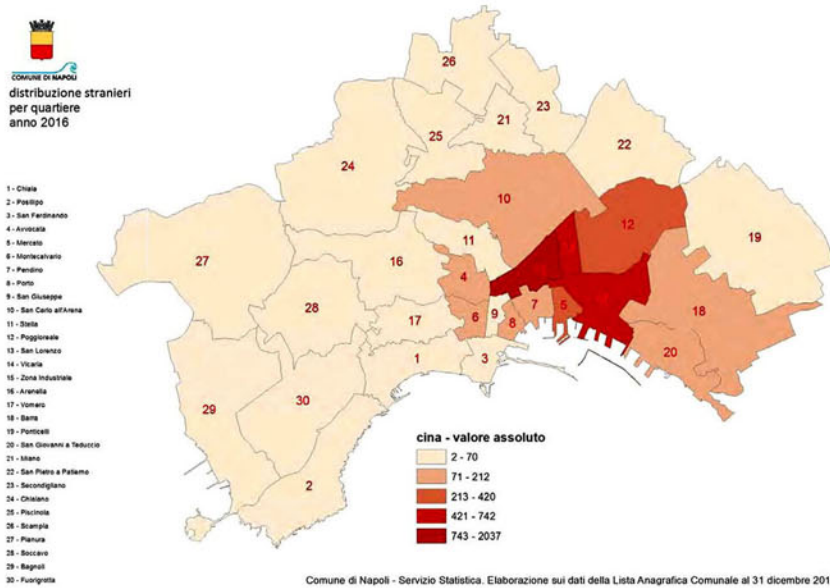 COMUNE DI NAPOLI
distribuzione stranieri
per quartiere
anno 2016
1 - Chiaia
2 - Posillipo
3 - San Ferdinando
4 - Avvocata
5 - Mercato
6 - Montecalvario
7 - Pendino
8 - Porto
9 - San Giuseppe
10 - San Carlo all'Arena
11 - Stella
12 - Poggioreale
13 - San Lorenzo
14 - Vicaria
15 - Zona Industriale
16 - Arenella
17 - Vomero
18 - Barra
19 - Ponticelli
20 - San Giovanni a Teduccio
21 - Miano
22 - San Pietro a Patierno
23 - Secondigliano
24 - Chiaiano
25 - Piscinola
26 - Scampia
27 - Pianura
28 - Soccavo
29 - Bagnoli
30 - Fuorigrotta
26
23
21
25
22
24
10
12
11
19
27
16
4
28
18
17
6
9
8
7
5
20
1
3
30
29
2
cina - valore assoluto
2 - 70
71 - 212
213 - 420
421 - 742
743 - 2037
Comune di Napoli - Servizio Statistica. Elaborazione sui dati della Lista Anagrafica Comunale al 31 dicembre 201